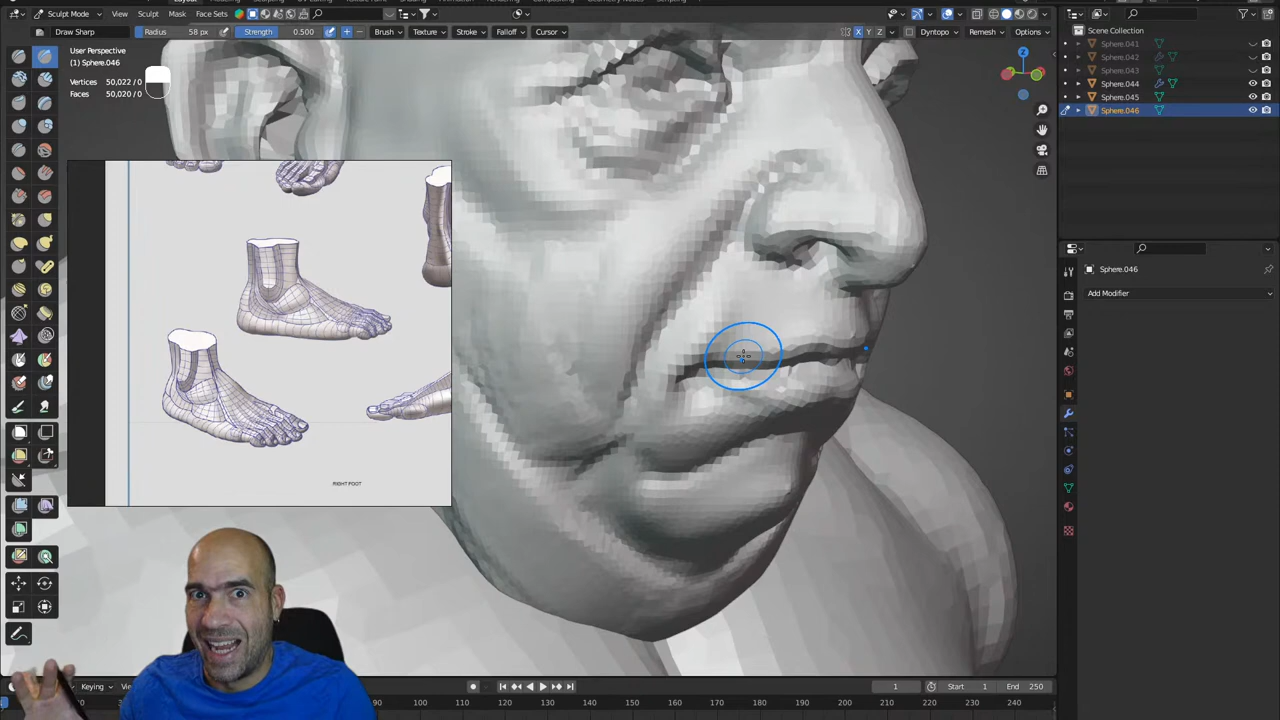 Sculpt Mode View Sculpt Mask Face Sets
Draw Sharp Radius 58 px Strength 0.500 Brush Texture Stroke Falloff Cursor X Y Z Dyntopo Remesh Options
User Perspective
(1) Sphere.046
Vertices 50,022 / 0
Faces 50,020 / 0
Z
RIGHT FOOT
Scene Collection
Sphere.041
Sphere.042
Sphere.043
Sphere.044
Sphere.045
Sphere.046
Sphere.046
Add Modifier
Keying
1 Start 1 End 250
80 90 100 110 120 130 140 150 160 170 180 190 200 210 220 230 240